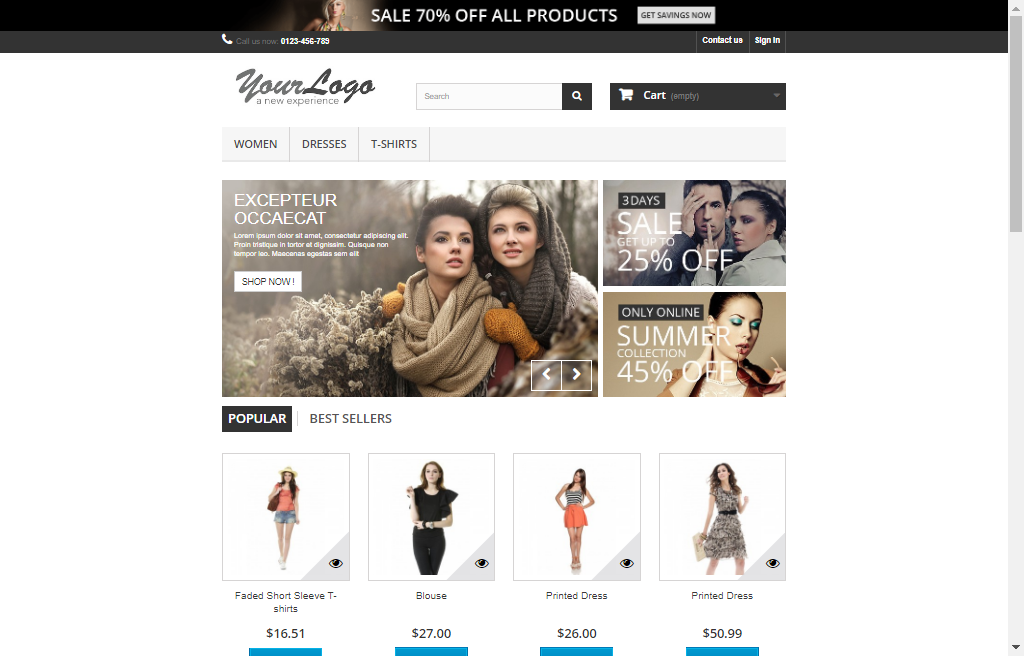 SALE 70% OFF ALL PRODUCTS
GET SAVINGS NOW
Call us now: 0123-456-789
Contact us
Sign in
YourLogo
a new experience
Search
Cart (empty)
WOMEN
DRESSES
T-SHIRTS
EXCEPTEUR
OCCAECAT
Lorem ipsum dolor sit amet, consectetur adipiscing elit.
Proin tristique in tortor et dignissim. Quisque non
tempor leo. Maecenas egestas sem elit
SHOP NOW !
3 DAYS
SALE
GET UP TO
25% OFF
ONLY ONLINE
SUMMER
COLLECTION
45% OFF
POPULAR
BEST SELLERS
Faded Short Sleeve T-
shirts
$16.51
Blouse
$27.00
Printed Dress
$26.00
Printed Dress
$50.99